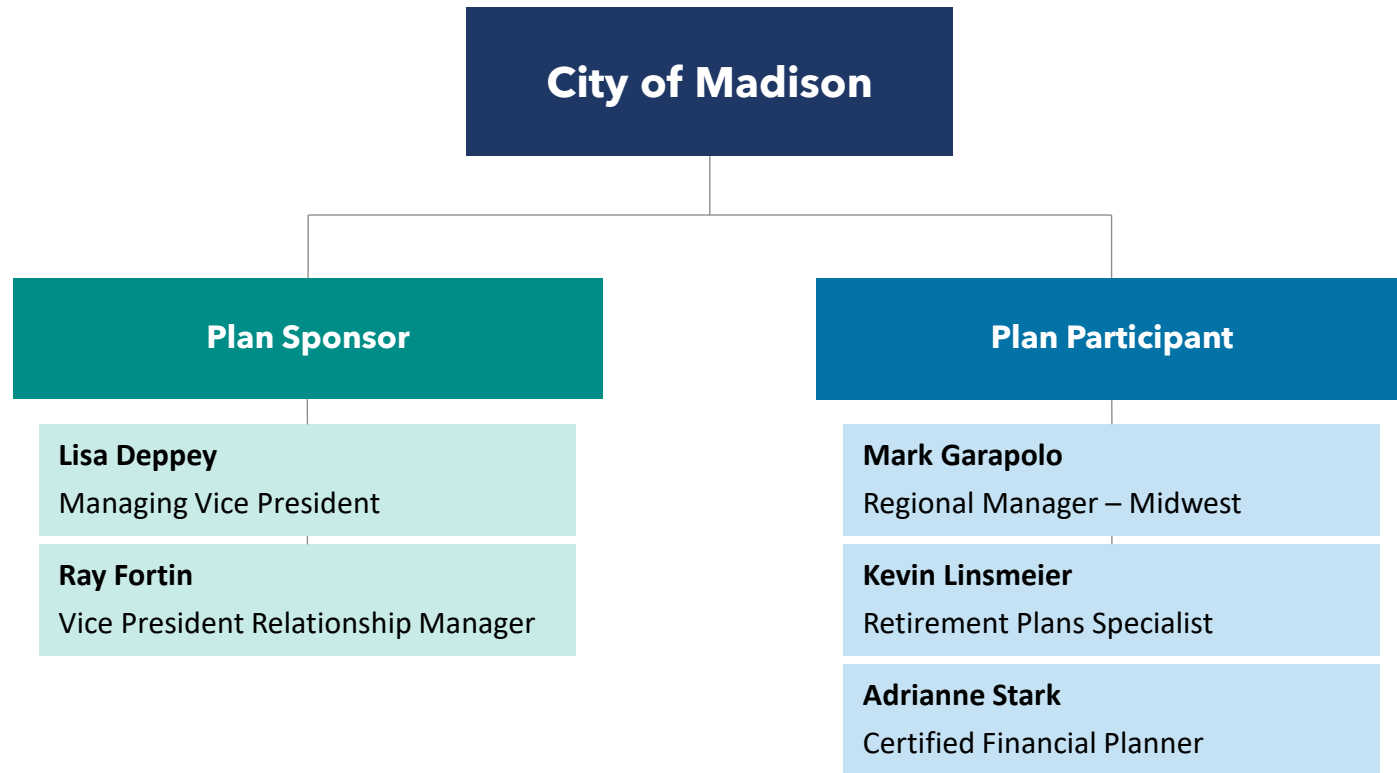 City of Madison
Plan Sponsor
Lisa Deppey
Managing Vice President
Ray Fortin
Vice President Relationship Manager
Plan Participant
Mark Garapolo
Regional Manager – Midwest
Kevin Linsmeier
Retirement Plans Specialist
Adrianne Stark
Certified Financial Planner